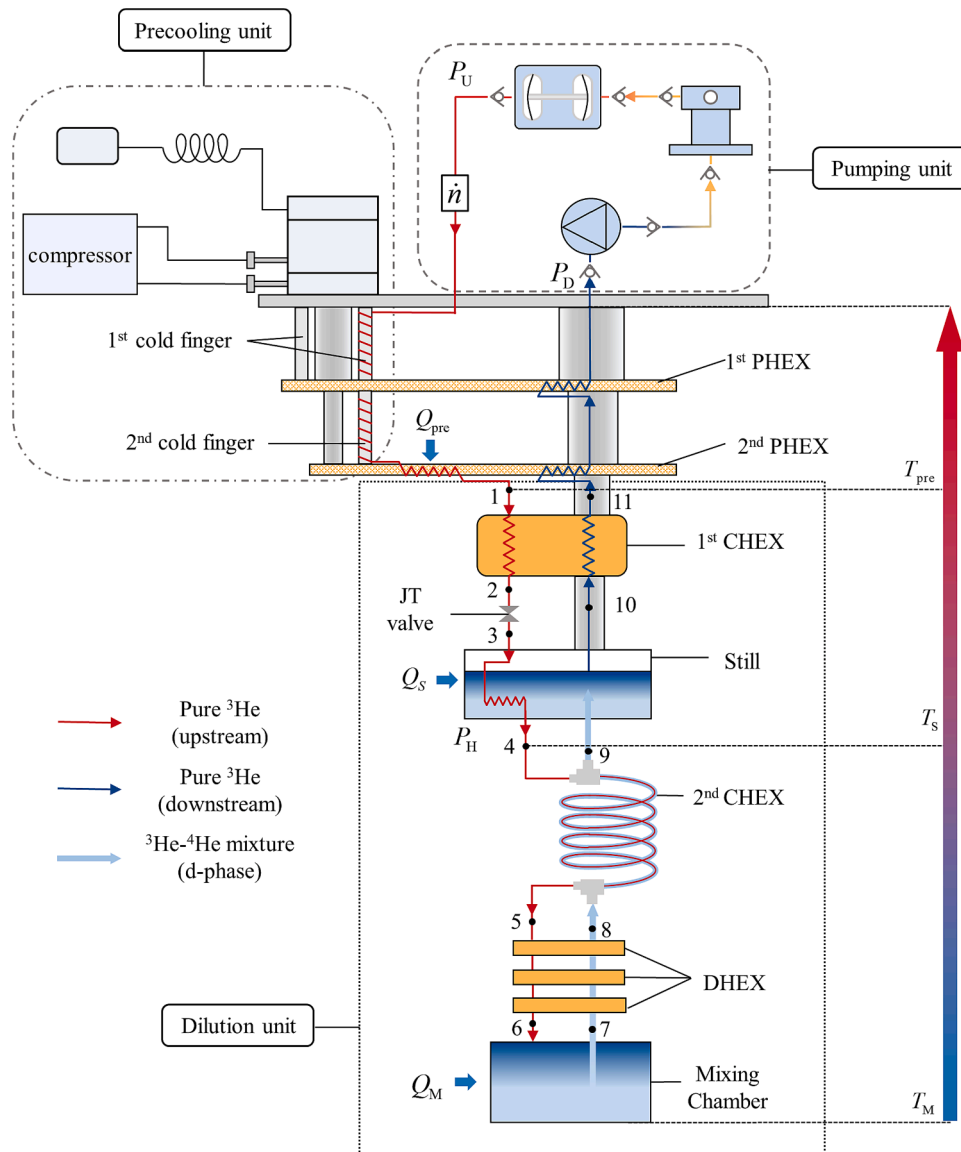 Precooling unit
P_U
ṅ
Pumping unit
compressor
P_D
1st cold finger
1st PHEX
Q_pre
2nd cold finger
2nd PHEX
T_pre
1
11
1st CHEX
2
JT
valve
10
3
Still
Q_S
Pure 3He
(upstream)
P_H
4
9
T_S
2nd CHEX
Pure 3He
(downstream)
3He-4He mixture
(d-phase)
5
8
DHEX
6
7
Dilution unit
Q_M
Mixing
Chamber
T_M